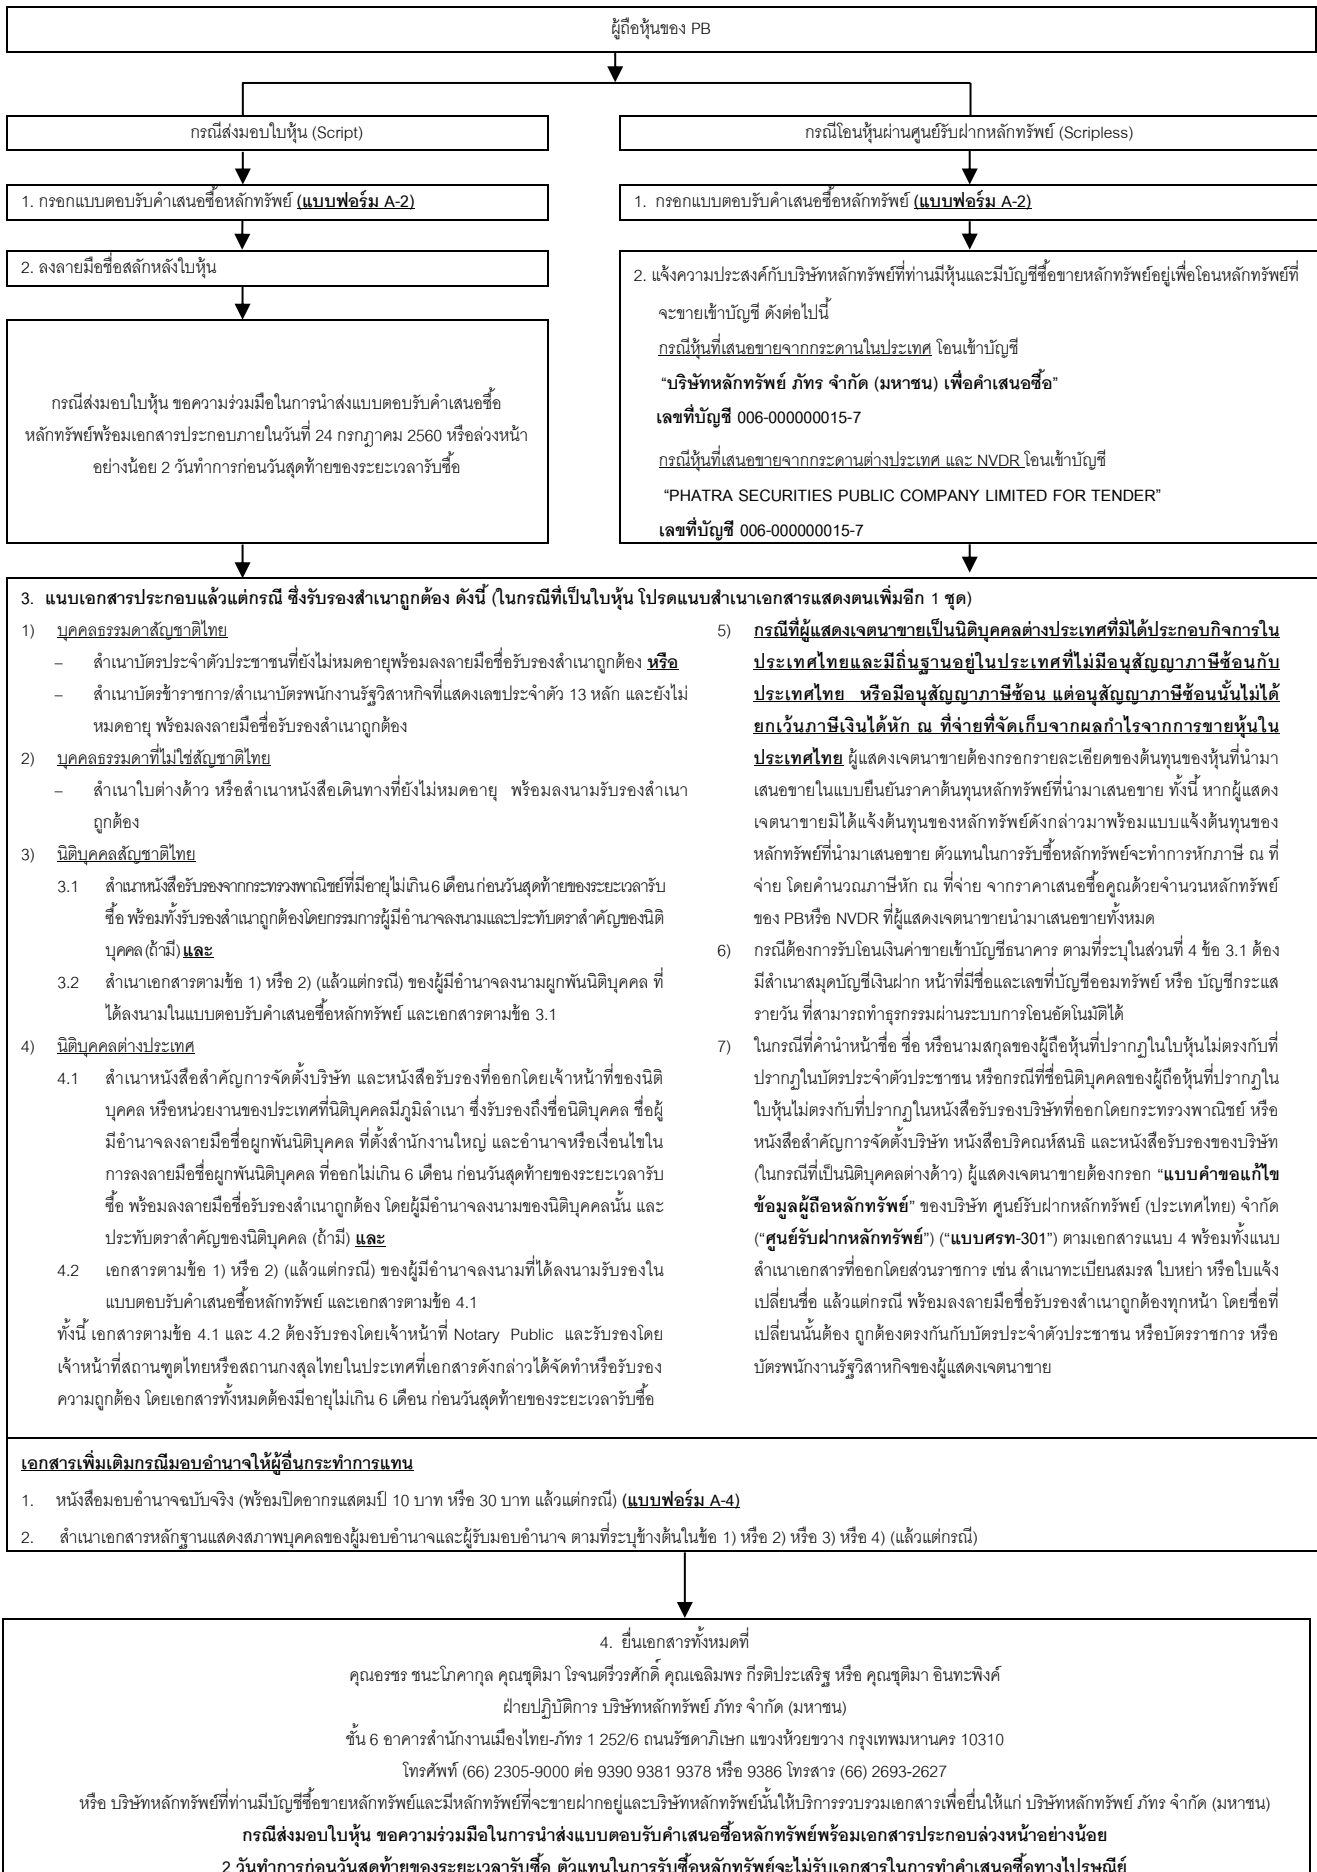 ผู้ถือหุ้นของ PB
กรณีส่งมอบใบหุ้น (Script)
1. กรอกแบบตอบรับคำเสนอซื้อหลักทรัพย์ (แบบฟอร์ม A-2)
2. ลงลายมือชื่อสลักหลังใบหุ้น
กรณีส่งมอบใบหุ้น ขอความร่วมมือในการนำส่งแบบตอบรับคำเสนอซื้อ
หลักทรัพย์พร้อมเอกสารประกอบภายในวันที่ 24 กรกฎาคม 2560 หรือล่วงหน้า
อย่างน้อย 2 วันทำการก่อนวันสุดท้ายของระยะเวลารับซื้อ
กรณีโอนหุ้นผ่านศูนย์รับฝากหลักทรัพย์ (Scripless)
1. กรอกแบบตอบรับคำเสนอซื้อหลักทรัพย์ (แบบฟอร์ม A-2)
2. แจ้งความประสงค์กับบริษัทหลักทรัพย์ที่ท่านมีหุ้นและมีบัญชีซื้อขายหลักทรัพย์อยู่เพื่อโอนหลักทรัพย์ที่
จะขายเข้าบัญชี ดังต่อไปนี้
กรณีหุ้นที่เสนอขายจากกระดานในประเทศ โอนเข้าบัญชี
“บริษัทหลักทรัพย์ ภัทร จำกัด (มหาชน) เพื่อคำเสนอซื้อ”
เลขที่บัญชี 006-000000015-7
กรณีหุ้นที่เสนอขายจากกระดานต่างประเทศ และ NVDR โอนเข้าบัญชี
“PHATRA SECURITIES PUBLIC COMPANY LIMITED FOR TENDER”
เลขที่บัญชี 006-000000015-7
3. แนบเอกสารประกอบแล้วแต่กรณี ซึ่งรับรองสำเนาถูกต้อง ดังนี้ (ในกรณีที่เป็นใบหุ้น โปรดแนบสำเนาเอกสารแสดงตนเพิ่มอีก 1 ชุด)
1) บุคคลธรรมดาสัญชาติไทย
– สำเนาบัตรประจำตัวประชาชนที่ยังไม่หมดอายุพร้อมลงลายมือชื่อรับรองสำเนาถูกต้อง หรือ
– สำเนาบัตรข้าราชการ/สำเนาบัตรพนักงานรัฐวิสาหกิจที่แสดงเลขประจำตัว 13 หลัก และยังไม่
หมดอายุ พร้อมลงลายมือชื่อรับรองสำเนาถูกต้อง
2) บุคคลธรรมดาที่ไม่ใช่สัญชาติไทย
– สำเนาใบต่างด้าว หรือสำเนาหนังสือเดินทางที่ยังไม่หมดอายุ พร้อมลงนามรับรองสำเนา
ถูกต้อง
3) นิติบุคคลสัญชาติไทย
3.1 สำเนาหนังสือรับรองจากกระทรวงพาณิชย์ที่มีอายุไม่เกิน 6 เดือน ก่อนวันสุดท้ายของระยะเวลารับ
ซื้อ พร้อมทั้งรับรองสำเนาถูกต้องโดยกรรมการผู้มีอำนาจลงนามและประทับตราสำคัญของนิติ
บุคคล (ถ้ามี) และ
3.2 สำเนาเอกสารตามข้อ 1) หรือ 2) (แล้วแต่กรณี) ของผู้มีอำนาจลงนามผูกพันนิติบุคคล ที่
ได้ลงนามในแบบตอบรับคำเสนอซื้อหลักทรัพย์ และเอกสารตามข้อ 3.1
4) นิติบุคคลต่างประเทศ
4.1 สำเนาหนังสือสำคัญการจัดตั้งบริษัท และหนังสือรับรองที่ออกโดยเจ้าหน้าที่ของนิติ
บุคคล หรือหน่วยงานของประเทศที่นิติบุคคลมีภูมิลำเนา ซึ่งรับรองถึงชื่อนิติบุคคล ชื่อผู้
มีอำนาจลงลายมือชื่อผูกพันนิติบุคคล ที่ตั้งสำนักงานใหญ่ และอำนาจหรือเงื่อนไขใน
การลงลายมือชื่อผูกพันนิติบุคคล ที่ออกไม่เกิน 6 เดือน ก่อนวันสุดท้ายของระยะเวลารับ
ซื้อ พร้อมลงลายมือชื่อรับรองสำเนาถูกต้อง โดยผู้มีอำนาจลงนามของนิติบุคคลนั้น และ
ประทับตราสำคัญของนิติบุคคล (ถ้ามี) และ
4.2 เอกสารตามข้อ 1) หรือ 2) (แล้วแต่กรณี) ของผู้มีอำนาจลงนามที่ได้ลงนามรับรองใน
แบบตอบรับคำเสนอซื้อหลักทรัพย์ และเอกสารตามข้อ 4.1
ทั้งนี้ เอกสารตามข้อ 4.1 และ 4.2 ต้องรับรองโดยเจ้าหน้าที่ Notary Public และรับรองโดย
เจ้าหน้าที่สถานฑูตไทยหรือสถานกงสุลไทยในประเทศที่เอกสารดังกล่าวได้จัดทำหรือรับรอง
ความถูกต้อง โดยเอกสารทั้งหมดต้องมีอายุไม่เกิน 6 เดือน ก่อนวันสุดท้ายของระยะเวลารับซื้อ
5) กรณีที่ผู้แสดงเจตนาขายเป็นนิติบุคคลต่างประเทศที่มิได้ประกอบกิจการใน
ประเทศไทยและมีถิ่นฐานอยู่ในประเทศที่ไม่มีอนุสัญญาภาษีซ้อนกับ
ประเทศไทย หรือมีอนุสัญญาภาษีซ้อน แต่อนุสัญญาภาษีซ้อนนั้นไม่ได้
ยกเว้นภาษีเงินได้หัก ณ ที่จ่ายที่จัดเก็บจากผลกำไรจากการขายหุ้นใน
ประเทศไทย ผู้แสดงเจตนาขายต้องกรอกรายละเอียดของต้นทุนของหุ้นที่นำมา
เสนอขายในแบบยืนยันราคาต้นทุนหลักทรัพย์ที่นำมาเสนอขาย ทั้งนี้ หากผู้แสดง
เจตนาขายมิได้แจ้งต้นทุนของหลักทรัพย์ดังกล่าวมาพร้อมแบบแจ้งต้นทุนของ
หลักทรัพย์ที่นำมาเสนอขาย ตัวแทนในการรับซื้อหลักทรัพย์จะทำการหักภาษี ณ ที่
จ่าย โดยคำนวณภาษีหัก ณ ที่จ่าย จากราคาเสนอซื้อคูณด้วยจำนวนหลักทรัพย์
ของ PBหรือ NVDR ที่ผู้แสดงเจตนาขายนำมาเสนอขายทั้งหมด
6) กรณีต้องการรับโอนเงินค่าขายเข้าบัญชีธนาคาร ตามที่ระบุในส่วนที่ 4 ข้อ 3.1 ต้อง
มีสำเนาสมุดบัญชีเงินฝาก หน้าที่มีชื่อและเลขที่บัญชีออมทรัพย์ หรือ บัญชีกระแส
รายวัน ที่สามารถทำธุรกรรมผ่านระบบการโอนอัตโนมัติได้
7) ในกรณีที่คำนำหน้าชื่อ ชื่อ หรือนามสกุลของผู้ถือหุ้นที่ปรากฏในใบหุ้นไม่ตรงกับที่
ปรากฏในบัตรประจำตัวประชาชน หรือกรณีที่ชื่อนิติบุคคลของผู้ถือหุ้นที่ปรากฏใน
ใบหุ้นไม่ตรงกับที่ปรากฏในหนังสือรับรองบริษัทที่ออกโดยกระทรวงพาณิชย์ หรือ
หนังสือสำคัญการจัดตั้งบริษัท หนังสือบริคณห์สนธิ และหนังสือรับรองของบริษัท
(ในกรณีที่เป็นนิติบุคคลต่างด้าว) ผู้แสดงเจตนาขายต้องกรอก “แบบคำขอแก้ไข
ข้อมูลผู้ถือหลักทรัพย์” ของบริษัท ศูนย์รับฝากหลักทรัพย์ (ประเทศไทย) จำกัด
(“ศูนย์รับฝากหลักทรัพย์”) (“แบบศรท-301”) ตามเอกสารแนบ 4 พร้อมทั้งแนบ
สำเนาเอกสารที่ออกโดยส่วนราชการ เช่น สำเนาทะเบียนสมรส ใบหย่า หรือใบแจ้ง
เปลี่ยนชื่อ แล้วแต่กรณี พร้อมลงลายมือชื่อรับรองสำเนาถูกต้องทุกหน้า โดยชื่อที่
เปลี่ยนนั้นต้อง ถูกต้องตรงกันกับบัตรประจำตัวประชาชน หรือบัตรราชการ หรือ
บัตรพนักงานรัฐวิสาหกิจของผู้แสดงเจตนาขาย
เอกสารเพิ่มเติมกรณีมอบอำนาจให้ผู้อื่นกระทำการแทน
1. หนังสือมอบอำนาจฉบับจริง (พร้อมปิดอากรแสตมป์ 10 บาท หรือ 30 บาท แล้วแต่กรณี) (แบบฟอร์ม A-4)
2. สำเนาเอกสารหลักฐานแสดงสภาพบุคคลของผู้มอบอำนาจและผู้รับมอบอำนาจ ตามที่ระบุข้างต้นในข้อ 1) หรือ 2) หรือ 3) หรือ 4) (แล้วแต่กรณี)
4. ยื่นเอกสารทั้งหมดที่
คุณอรชร ชนะโภคากุล คุณชุติมา โรจนตรีวรศักดิ์ คุณเฉลิมพร กีรติประเสริฐ หรือ คุณชุติมา อินทะพิงค์
ฝ่ายปฏิบัติการ บริษัทหลักทรัพย์ ภัทร จำกัด (มหาชน)
ชั้น 6 อาคารสำนักงานเมืองไทย-ภัทร 1 252/6 ถนนรัชดาภิเษก แขวงห้วยขวาง กรุงเทพมหานคร 10310
โทรศัพท์ (66) 2305-9000 ต่อ 9390 9381 9378 หรือ 9386 โทรสาร (66) 2693-2627
หรือ บริษัทหลักทรัพย์ที่ท่านมีบัญชีซื้อขายหลักทรัพย์และมีหลักทรัพย์ที่จะขายฝากอยู่และบริษัทหลักทรัพย์นั้นให้บริการรวบรวมเอกสารเพื่อยื่นให้แก่ บริษัทหลักทรัพย์ ภัทร จำกัด (มหาชน)
กรณีส่งมอบใบหุ้น ขอความร่วมมือในการนำส่งแบบตอบรับคำเสนอซื้อหลักทรัพย์พร้อมเอกสารประกอบล่วงหน้าอย่างน้อย
2 วันทำการก่อนวันสุดท้ายของระยะเวลารับซื้อ ตัวแทนในการรับซื้อหลักทรัพย์จะไม่รับเอกสารในการทำคำเสนอซื้อทางไปรษณีย์